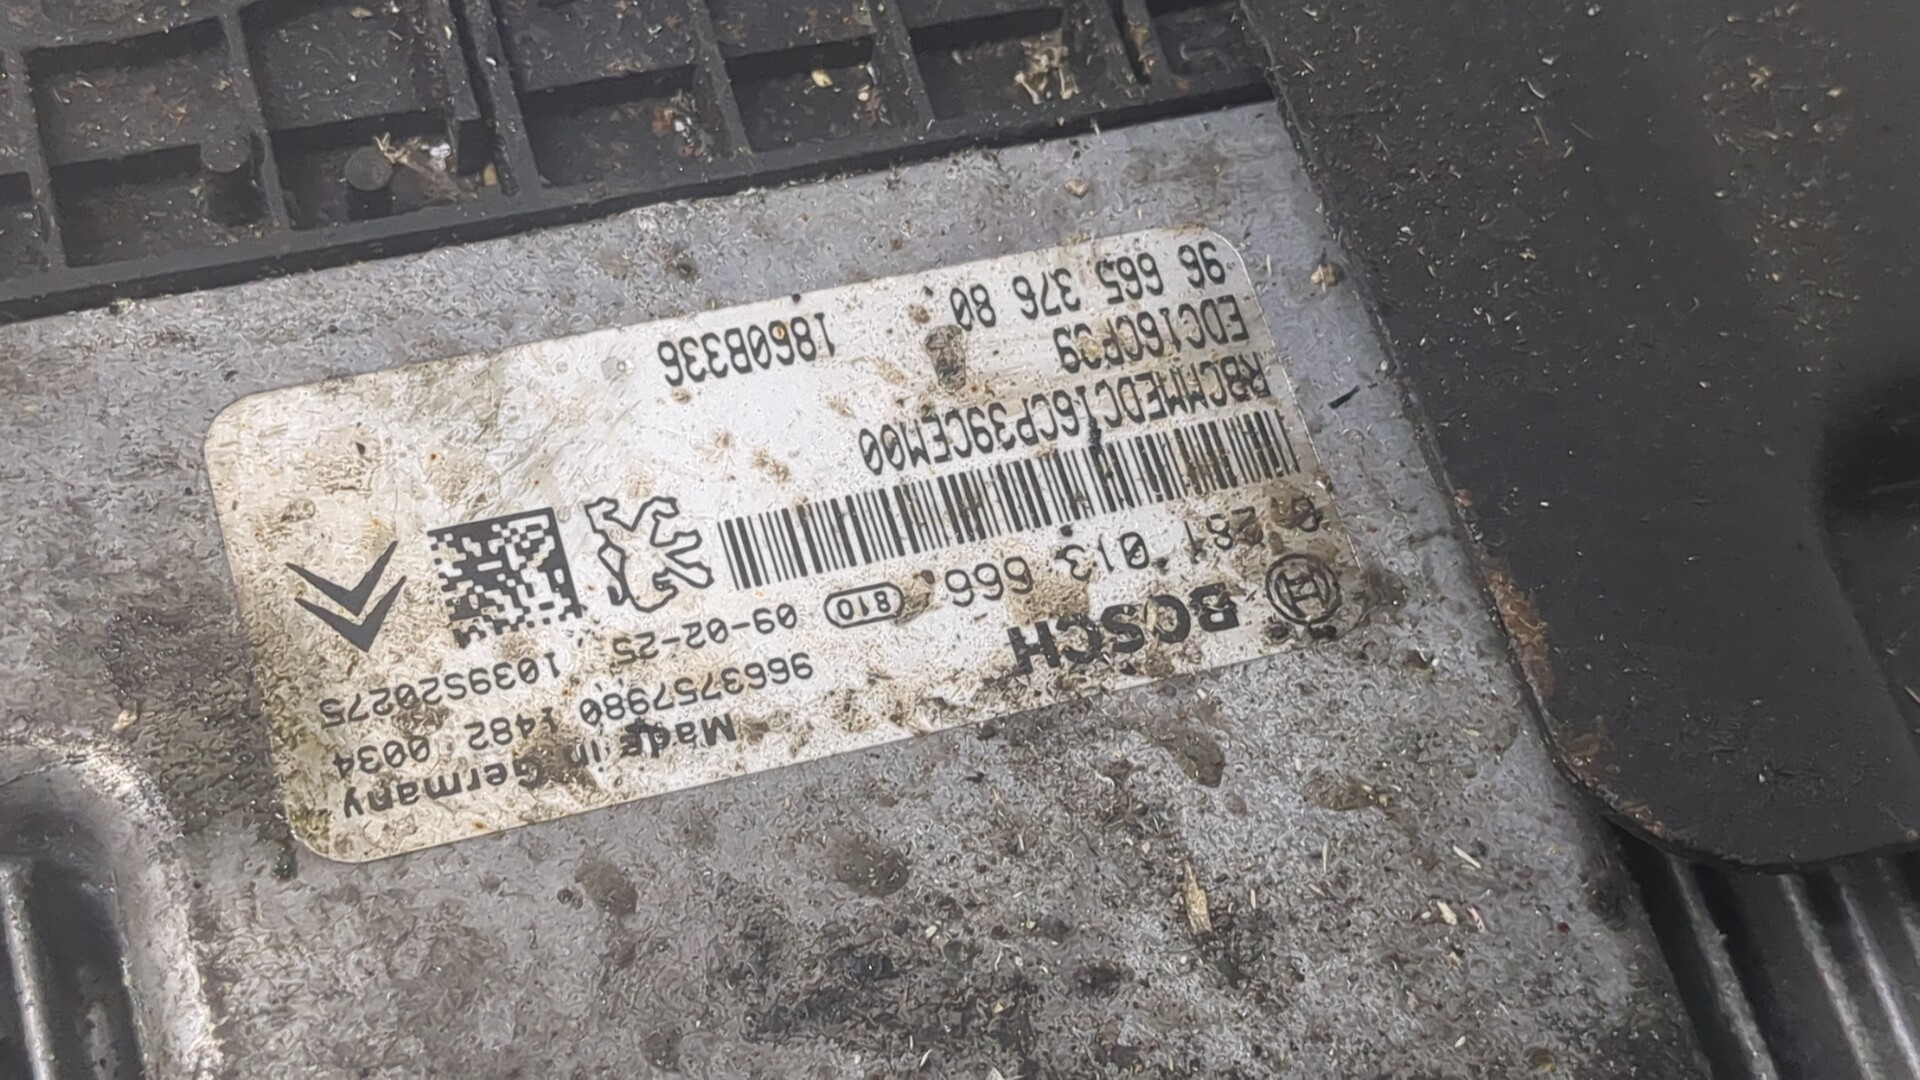 Made in Germany
BOSCH 9663757980 1482 0034
0 281 013 666 810 09-02-25 1039S20275
RBCMMEDC16CP39CEM00
EDC16CP39
96 665 376 80 1860B336